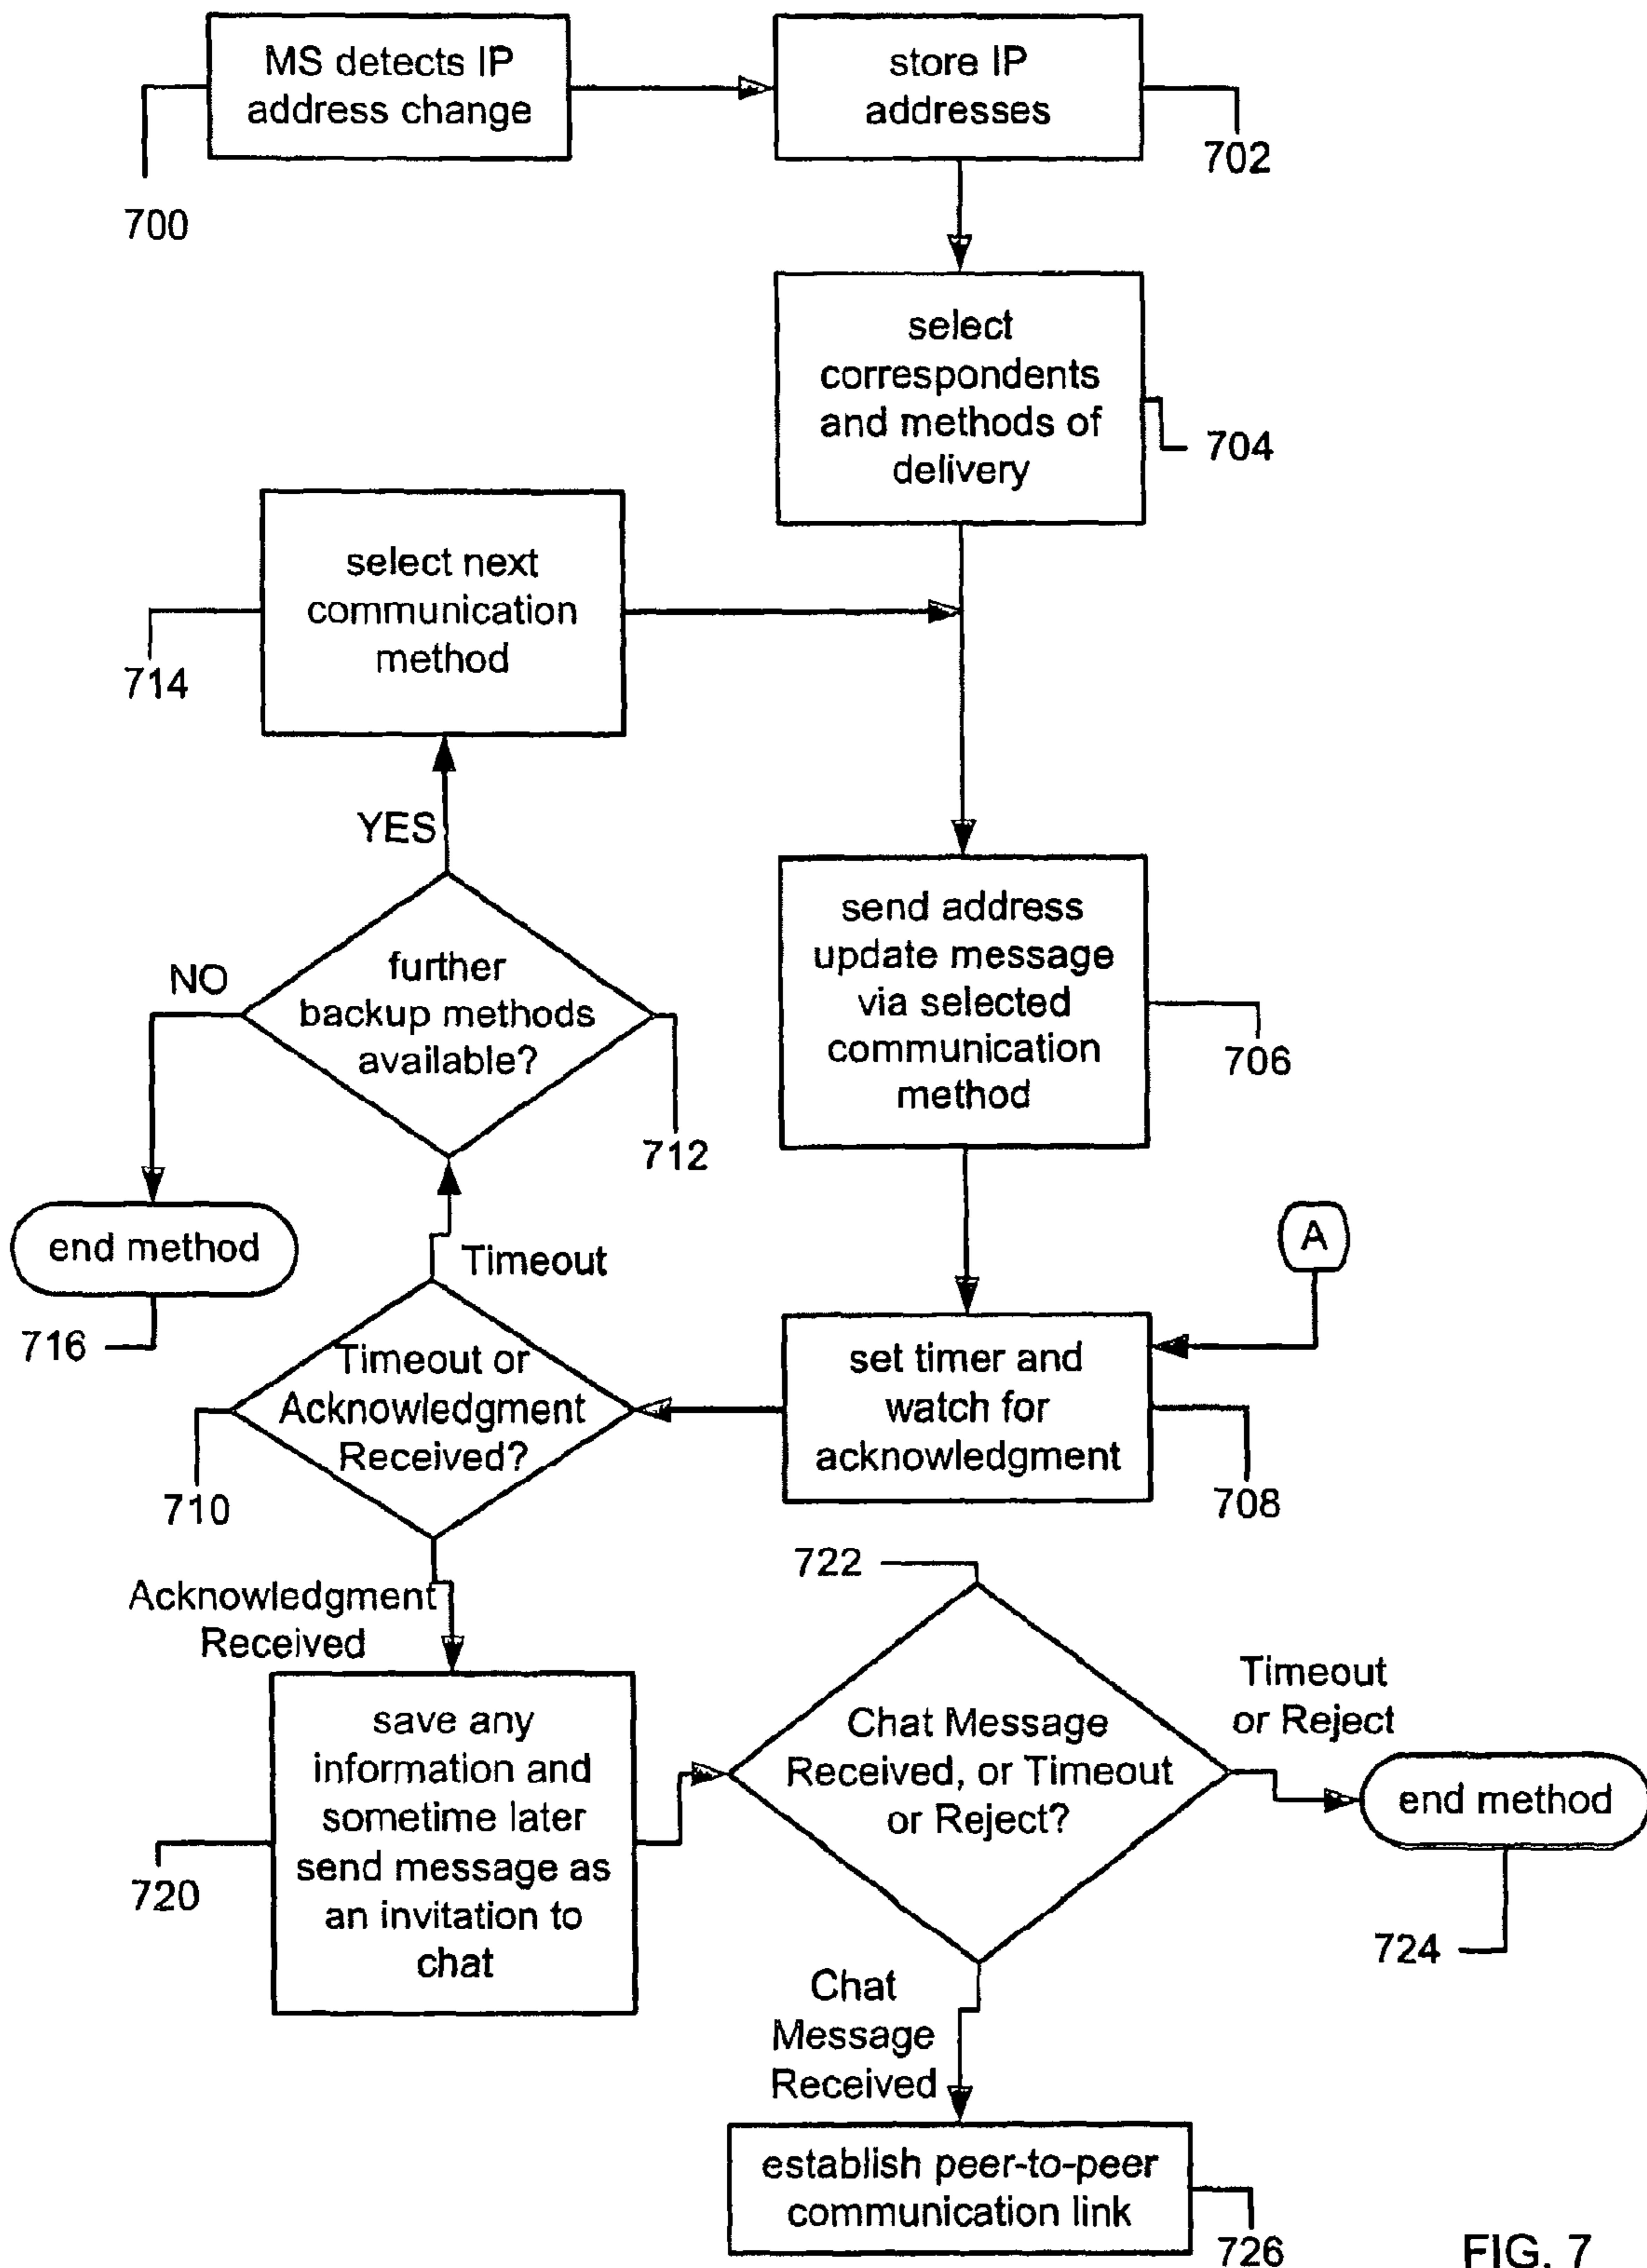 MS detects IP
address change
700
store IP
addresses
702
select
correspondents
and methods of
delivery
704
select next
communication
method
714
YES
further
backup methods
available?
NO
712
send address
update message
via selected
communication
method
706
end method
716
Timeout
A
Timeout or
Acknowledgment
Received?
710
set timer and
watch for
acknowledgment
708
Acknowledgment
Received
722
save any
information and
sometime later
send message as
an invitation to
chat
720
Chat Message
Received, or Timeout
or Reject?
Timeout
or Reject
end method
724
Chat
Message
Received
establish peer-to-peer
communication link
726
FIG. 7